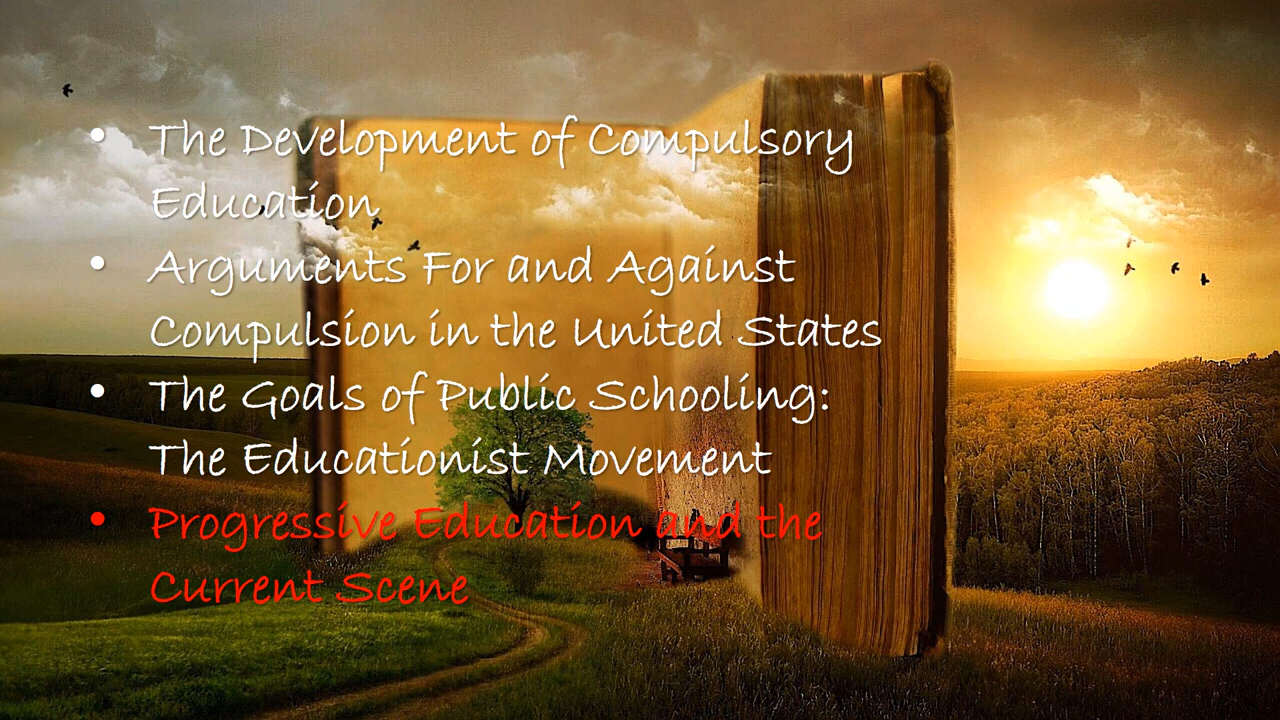 • The Development of Compulsory
Education
• Arguments For and Against
Compulsion in the United States
• The Goals of Public Schooling:
The Educationist Movement
• Progressive Education and the
Current Scene